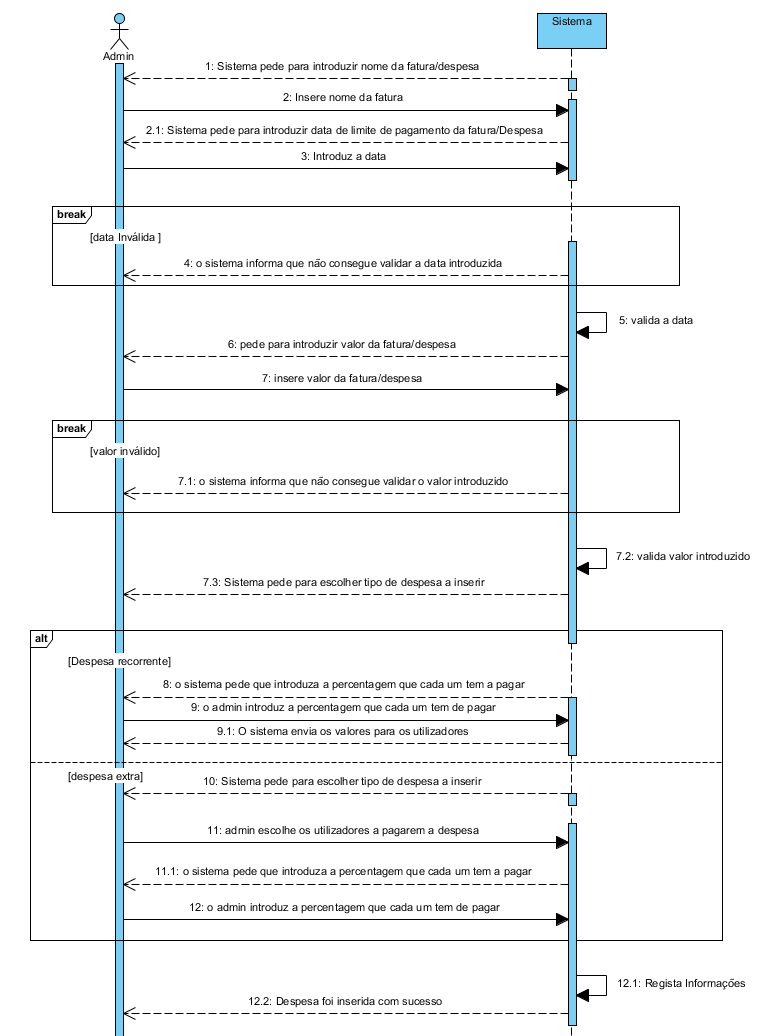 Sistema
Admin
1: Sistema pede para introduzir nome da fatura/despesa
2: Insere nome da fatura
2.1: Sistema pede para introduzir data de limite de pagamento da fatura/Despesa
3: Introduz a data
break
[data Inválida ]
4: o sistema informa que não consegue validar a data introduzida
5: valida a data
6: pede para introduzir valor da fatura/despesa
7: insere valor da fatura/despesa
break
[valor inválido]
7.1: o sistema informa que não consegue validar o valor introduzido
7.2: valida valor introduzido
7.3: Sistema pede para escolher tipo de despesa a inserir
alt
[Despesa recorrente]
8: o sistema pede que introduza a percentagem que cada um tem a pagar
9: o admin introduz a percentagem que cada um tem de pagar
9.1: O sistema envia os valores para os utilizadores
[despesa extra]
10: Sistema pede para escolher tipo de despesa a inserir
11: admin escolhe os utilizadores a pagarem a despesa
11.1: o sistema pede que introduza a percentagem que cada um tem a pagar
12: o admin introduz a percentagem que cada um tem de pagar
12.1: Regista Informações
12.2: Despesa foi inserida com sucesso